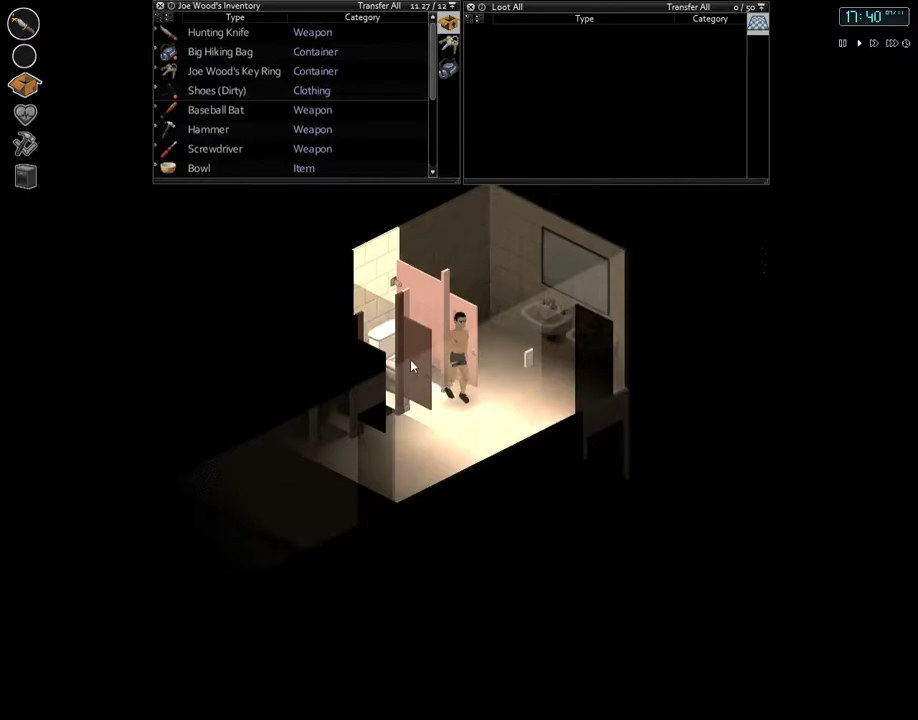 Joe Wood's Inventory Transfer All 11.27 / 12
Type Category
Hunting Knife Weapon
Big Hiking Bag Container
Joe Wood's Key Ring Container
Shoes (Dirty) Clothing
Baseball Bat Weapon
Hammer Weapon
Screwdriver Weapon
Bowl Item
Loot All Transfer All 0 / 50
Type Category
17:40